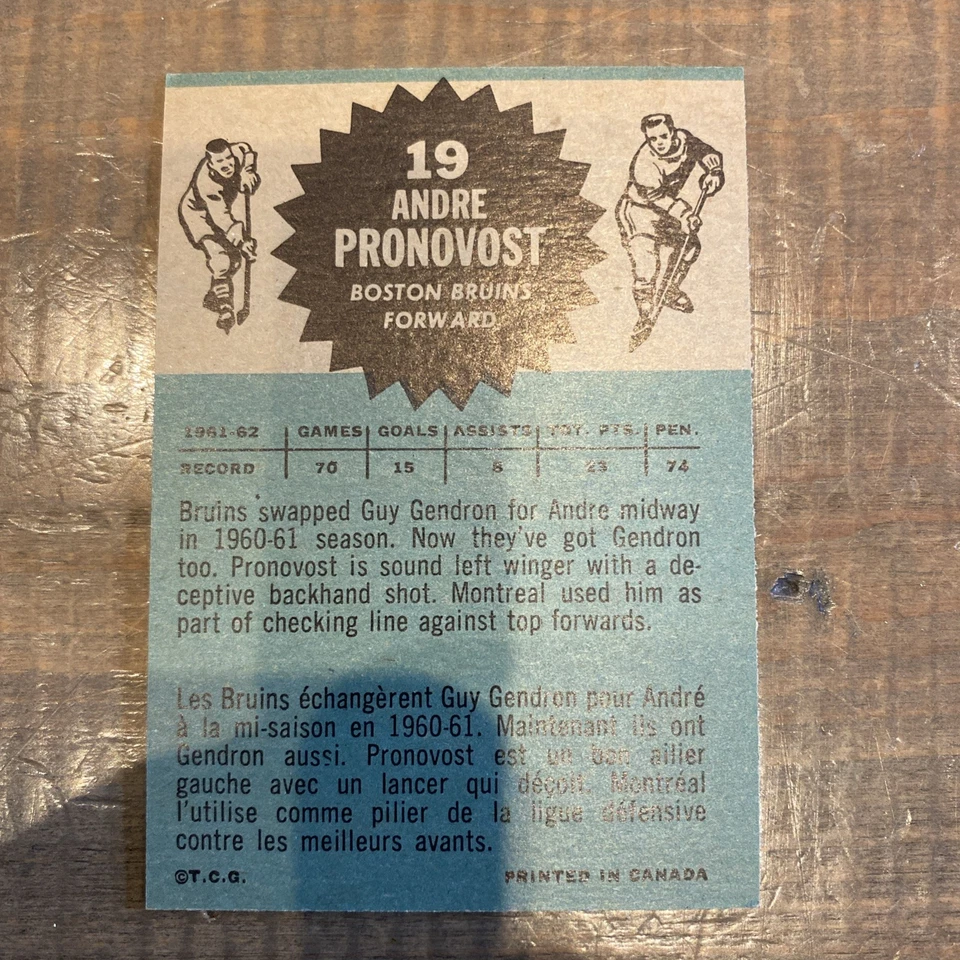 19
ANDRE
PRONOVOST
BOSTON BRUINS
FORWARD
1961-62 GAMES GOALS ASSISTS TOT. PTS. PEN.
RECORD 70 15 8 23 74
Bruins swapped Guy Gendron for Andre midway
in 1960-61 season. Now they've got Gendron
too. Pronovost is sound left winger with a de-
ceptive backhand shot. Montreal used him as
part of checking line against top forwards.
Les Bruins échangèrent Guy Gendron pour André
à la mi-saison en 1960-61. Maintenant ils ont
Gendron aussi. Pronovost est un bon ailier
gauche avec un lancer qui déçoit. Montréal
l'utilise comme pilier de la ligue défensive
contre les meilleurs avants.
©T.C.G. PRINTED IN CANADA